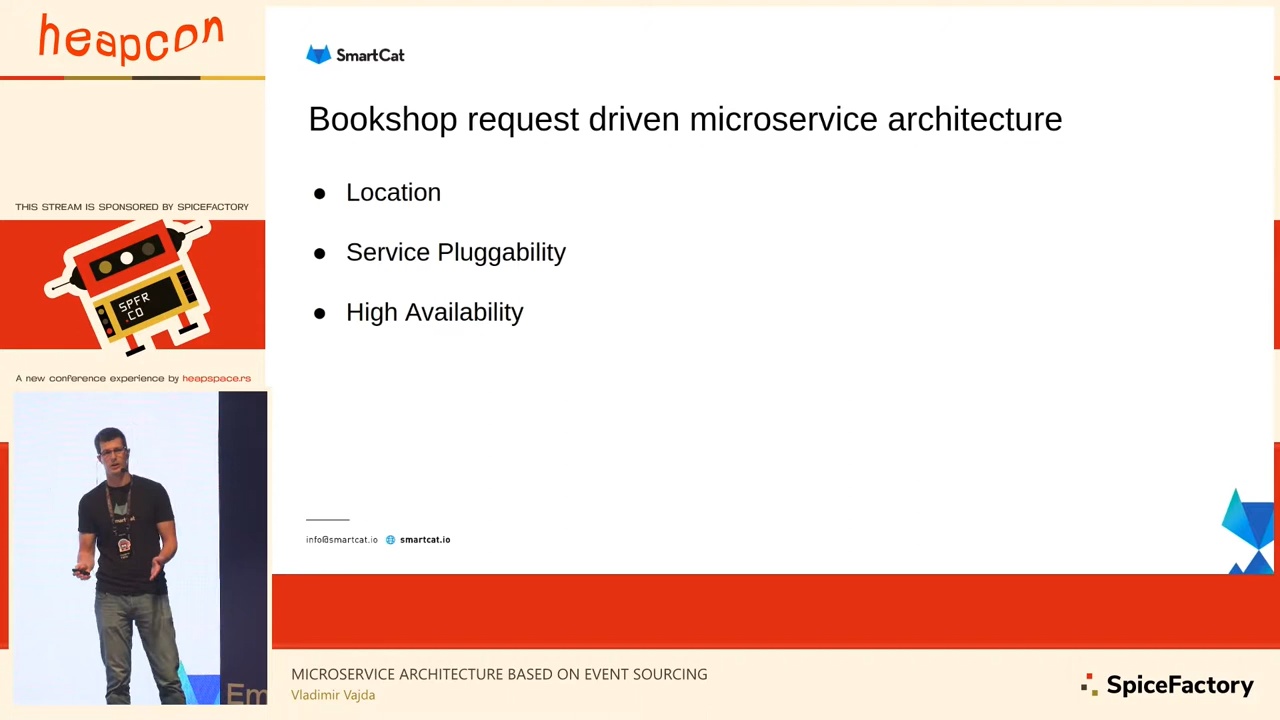 heapcon
THIS STREAM IS SPONSORED BY SPICEFACTORY
SPFR
.CO
A new conference experience by heapspace.rs
SmartCat
Bookshop request driven microservice architecture
● Location
● Service Pluggability
● High Availability
info@smartcat.io smartcat.io
Em
MICROSERVICE ARCHITECTURE BASED ON EVENT SOURCING
Vladimir Vajda
SpiceFactory